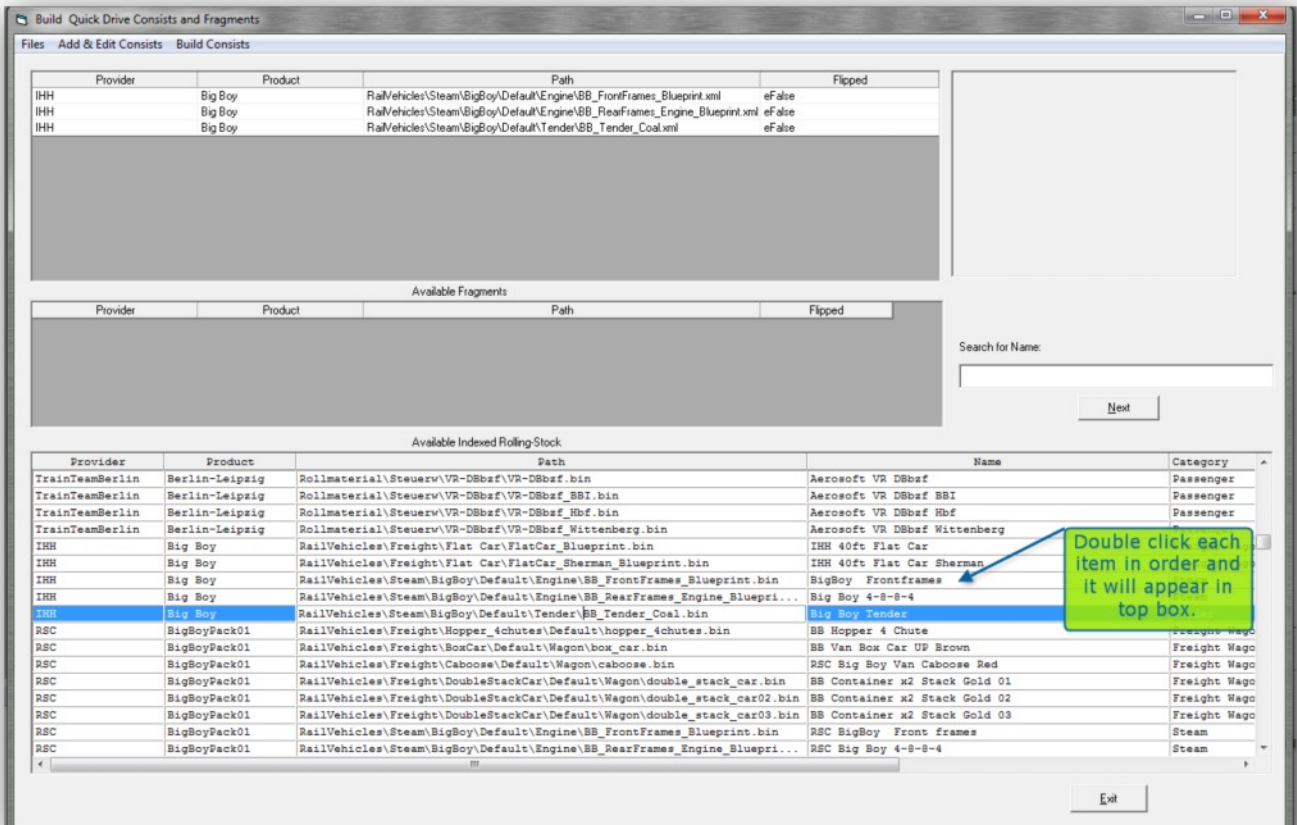 Build Quick Drive Consists and Fragments
Files Add & Edit Consists Build Consists
Provider Product Path Flipped
IHH Big Boy RailVehicles\Steam\BigBoy\Default\Engine\BB_FrontFrames_Blueprint.xml eFalse
IHH Big Boy RailVehicles\Steam\BigBoy\Default\Engine\BB_RearFrames_Engine_Blueprint.xml eFalse
IHH Big Boy RailVehicles\Steam\BigBoy\Default\Tender\BB_Tender_Coal.xml eFalse
Available Fragments
Provider Product Path Flipped
Search for Name:
Next
Available Indexed Rolling-Stock
Provider Product Path Name Category
TrainTeamBerlin Berlin-Leipzig Rollmaterial\Steuerw\VR-DBbzf\VR-DBbzf.bin Aerosoft VR DBbzf Passenger
TrainTeamBerlin Berlin-Leipzig Rollmaterial\Steuerw\VR-DBbzf\VR-DBbzf_BBI.bin Aerosoft VR DBbzf BBI Passenger
TrainTeamBerlin Berlin-Leipzig Rollmaterial\Steuerw\VR-DBbzf\VR-DBbzf_Hbf.bin Aerosoft VR DBbzf Hbf Passenger
TrainTeamBerlin Berlin-Leipzig Rollmaterial\Steuerw\VR-DBbzf\VR-DBbzf_Wittenberg.bin Aerosoft VR DBbzf Wittenberg
IHH Big Boy RailVehicles\Freight\Flat Car\FlatCar_Blueprint.bin IHH 40ft Flat Car
IHH Big Boy RailVehicles\Freight\Flat Car\FlatCar_Sherman_Blueprint.bin IHH 40ft Flat Car Sherman
IHH Big Boy RailVehicles\Steam\BigBoy\Default\Engine\BB_FrontFrames_Blueprint.bin BigBoy Frontframes
IHH Big Boy RailVehicles\Steam\BigBoy\Default\Engine\BB_RearFrames_Engine_Bluepri... Big Boy 4-8-8-4
IHH Big Boy RailVehicles\Steam\BigBoy\Default\Tender\BB_Tender_Coal.bin Big Boy Tender
Double click each
item in order and
it will appear in
top box.
RSC BigBoyPack01 RailVehicles\Freight\Hopper_4chutes\Default\hopper_4chutes.bin BB Hopper 4 Chute Freight Wago
RSC BigBoyPack01 RailVehicles\Freight\BoxCar\Default\Wagon\box_car.bin BB Van Box Car UP Brown Freight Wago
RSC BigBoyPack01 RailVehicles\Freight\Caboose\Default\Wagon\caboose.bin RSC Big Boy Van Caboose Red Freight Wago
RSC BigBoyPack01 RailVehicles\Freight\DoubleStackCar\Default\Wagon\double_stack_car.bin BB Container x2 Stack Gold 01 Freight Wago
RSC BigBoyPack01 RailVehicles\Freight\DoubleStackCar\Default\Wagon\double_stack_car02.bin BB Container x2 Stack Gold 02 Freight Wago
RSC BigBoyPack01 RailVehicles\Freight\DoubleStackCar\Default\Wagon\double_stack_car03.bin BB Container x2 Stack Gold 03 Freight Wago
RSC BigBoyPack01 RailVehicles\Steam\BigBoy\Default\Engine\BB_FrontFrames_Blueprint.bin RSC BigBoy Front frames Steam
RSC BigBoyPack01 RailVehicles\Steam\BigBoy\Default\Engine\BB_RearFrames_Engine_Bluepri... RSC Big Boy 4-8-8-4 Steam
Exit